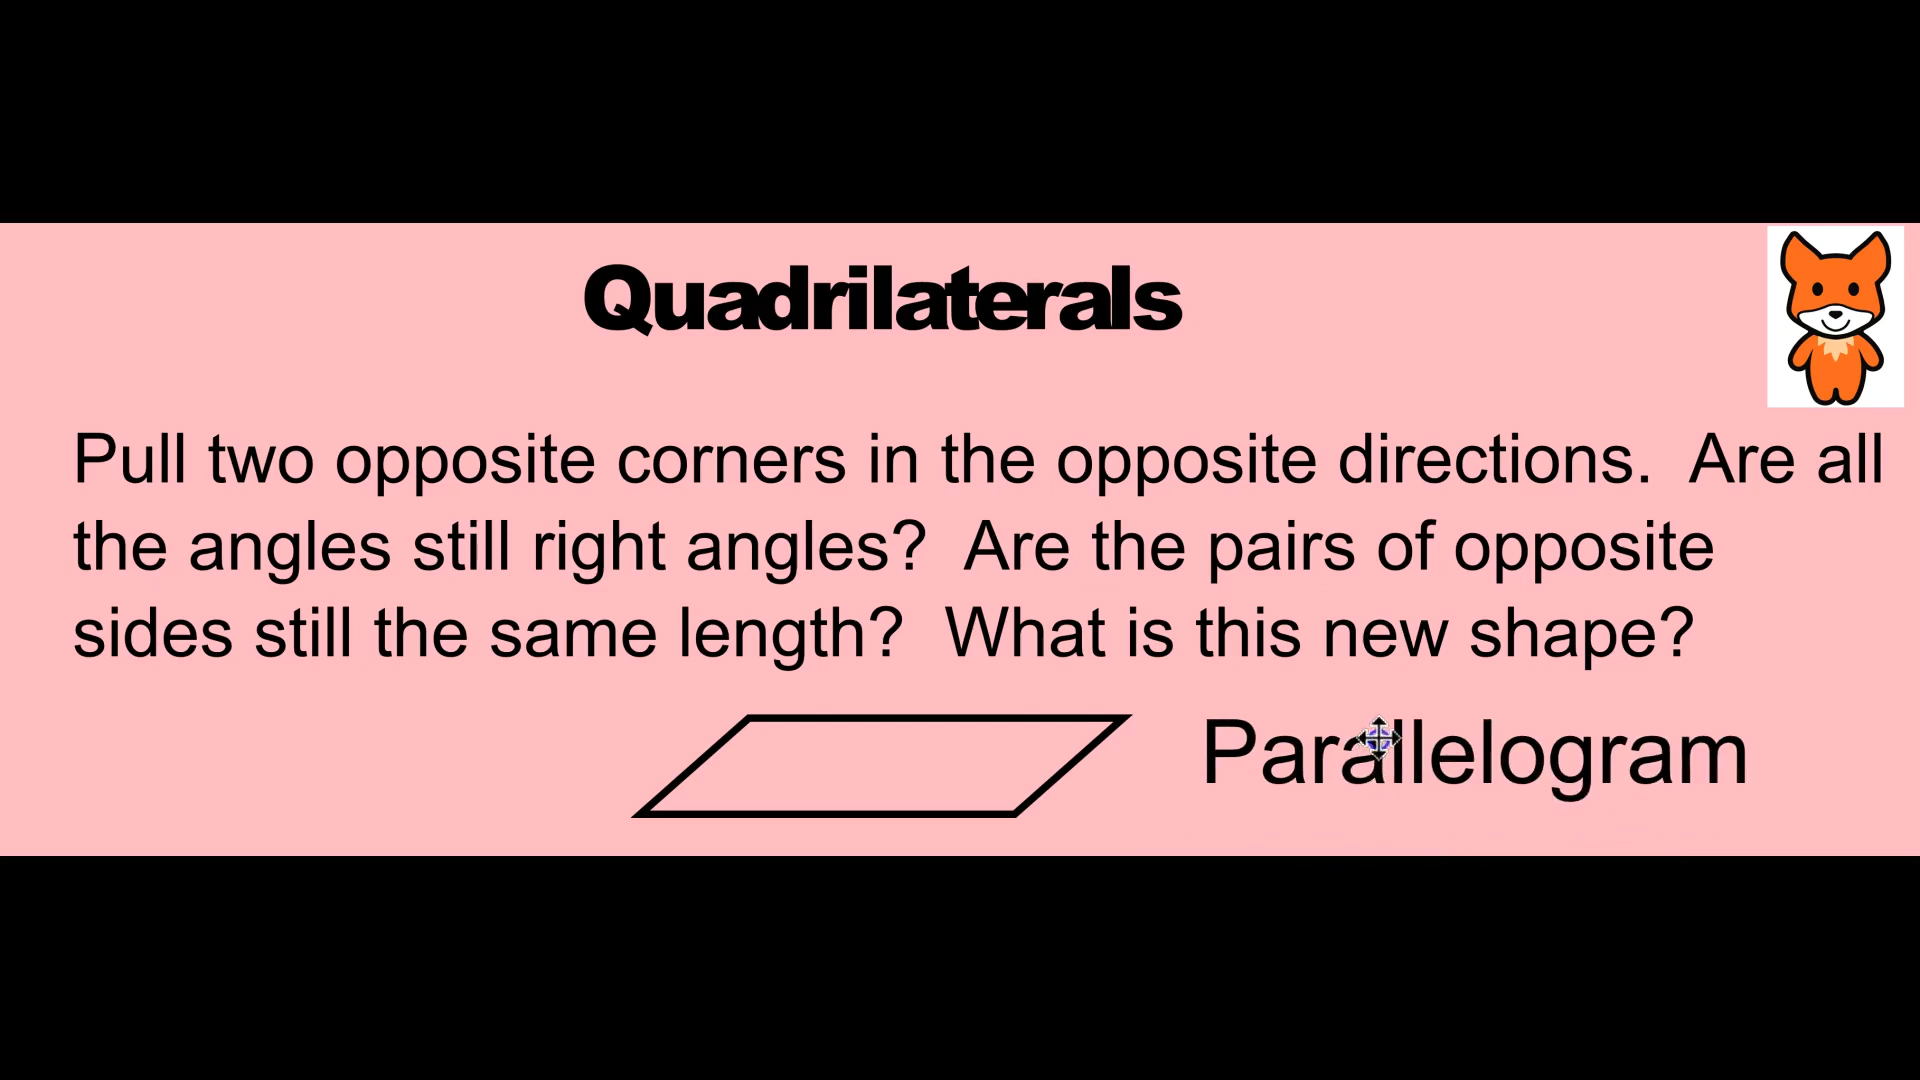 Quadrilaterals
Pull two opposite corners in the opposite directions.  Are all
the angles still right angles?  Are the pairs of opposite
sides still the same length?  What is this new shape?
Parallelogram